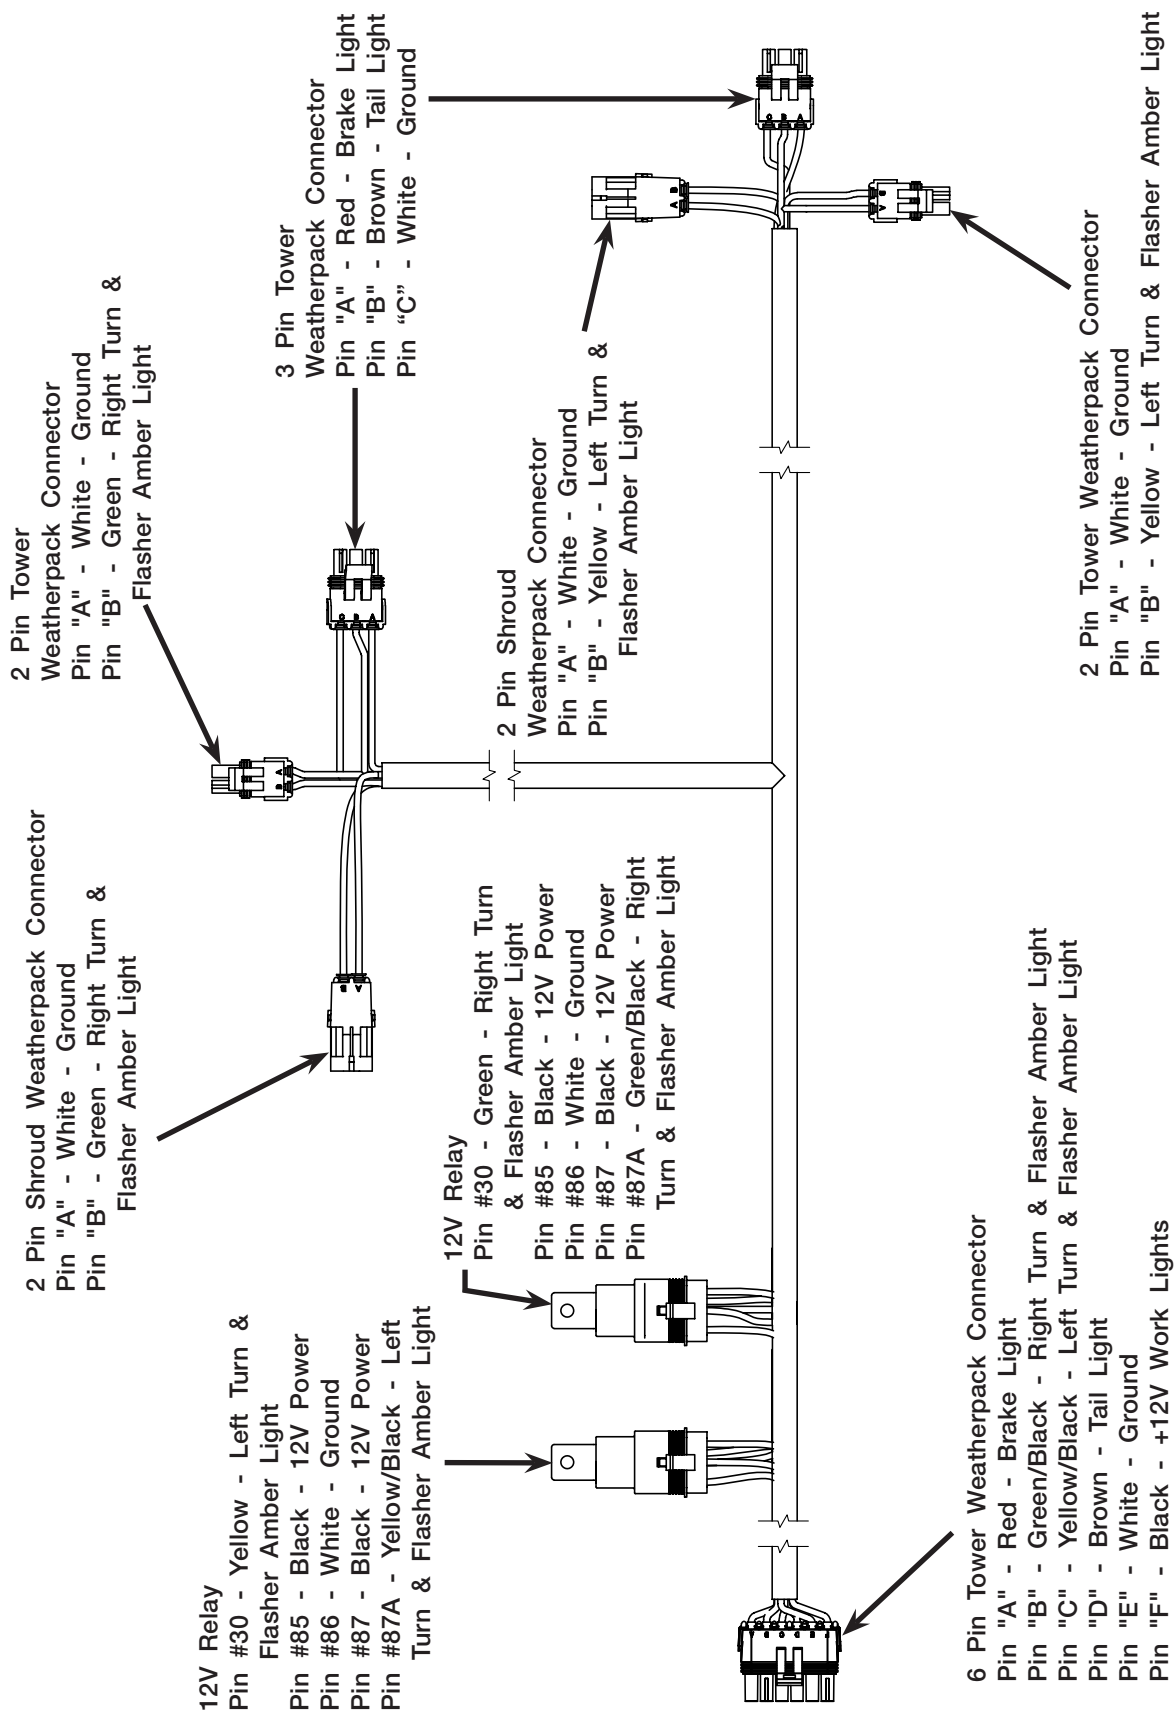 2 Pin Shroud Weatherpack Connector
Pin "A" - White - Ground
Pin "B" - Green - Right Turn &
Flasher Amber Light
2 Pin Tower
Weatherpack Connector
Pin "A" - White - Ground
Pin "B" - Green - Right Turn &
Flasher Amber Light
3 Pin Tower
Weatherpack Connector
Pin "A" - Red - Brake Light
Pin "B" - Brown - Tail Light
Pin “C” - White - Ground
12V Relay
Pin #30 - Yellow - Left Turn &
Flasher Amber Light
Pin #85 - Black - 12V Power
Pin #86 - White - Ground
Pin #87 - Black - 12V Power
Pin #87A - Yellow/Black - Left
Turn & Flasher Amber Light
12V Relay
Pin #30 - Green - Right Turn
& Flasher Amber Light
Pin #85 - Black - 12V Power
Pin #86 - White - Ground
Pin #87 - Black - 12V Power
Pin #87A - Green/Black - Right
Turn & Flasher Amber Light
2 Pin Shroud
Weatherpack Connector
Pin "A" - White - Ground
Pin "B" - Yellow - Left Turn &
Flasher Amber Light
6 Pin Tower Weatherpack Connector
Pin "A" - Red - Brake Light
Pin "B" - Green/Black - Right Turn & Flasher Amber Light
Pin "C" - Yellow/Black - Left Turn & Flasher Amber Light
Pin "D" - Brown - Tail Light
Pin "E" - White - Ground
Pin "F" - Black - +12V Work Lights
2 Pin Tower Weatherpack Connector
Pin "A" - White - Ground
Pin "B" - Yellow - Left Turn & Flasher Amber Light
B
A
B
A
C
B
A
A
B
C
B
A
A
B